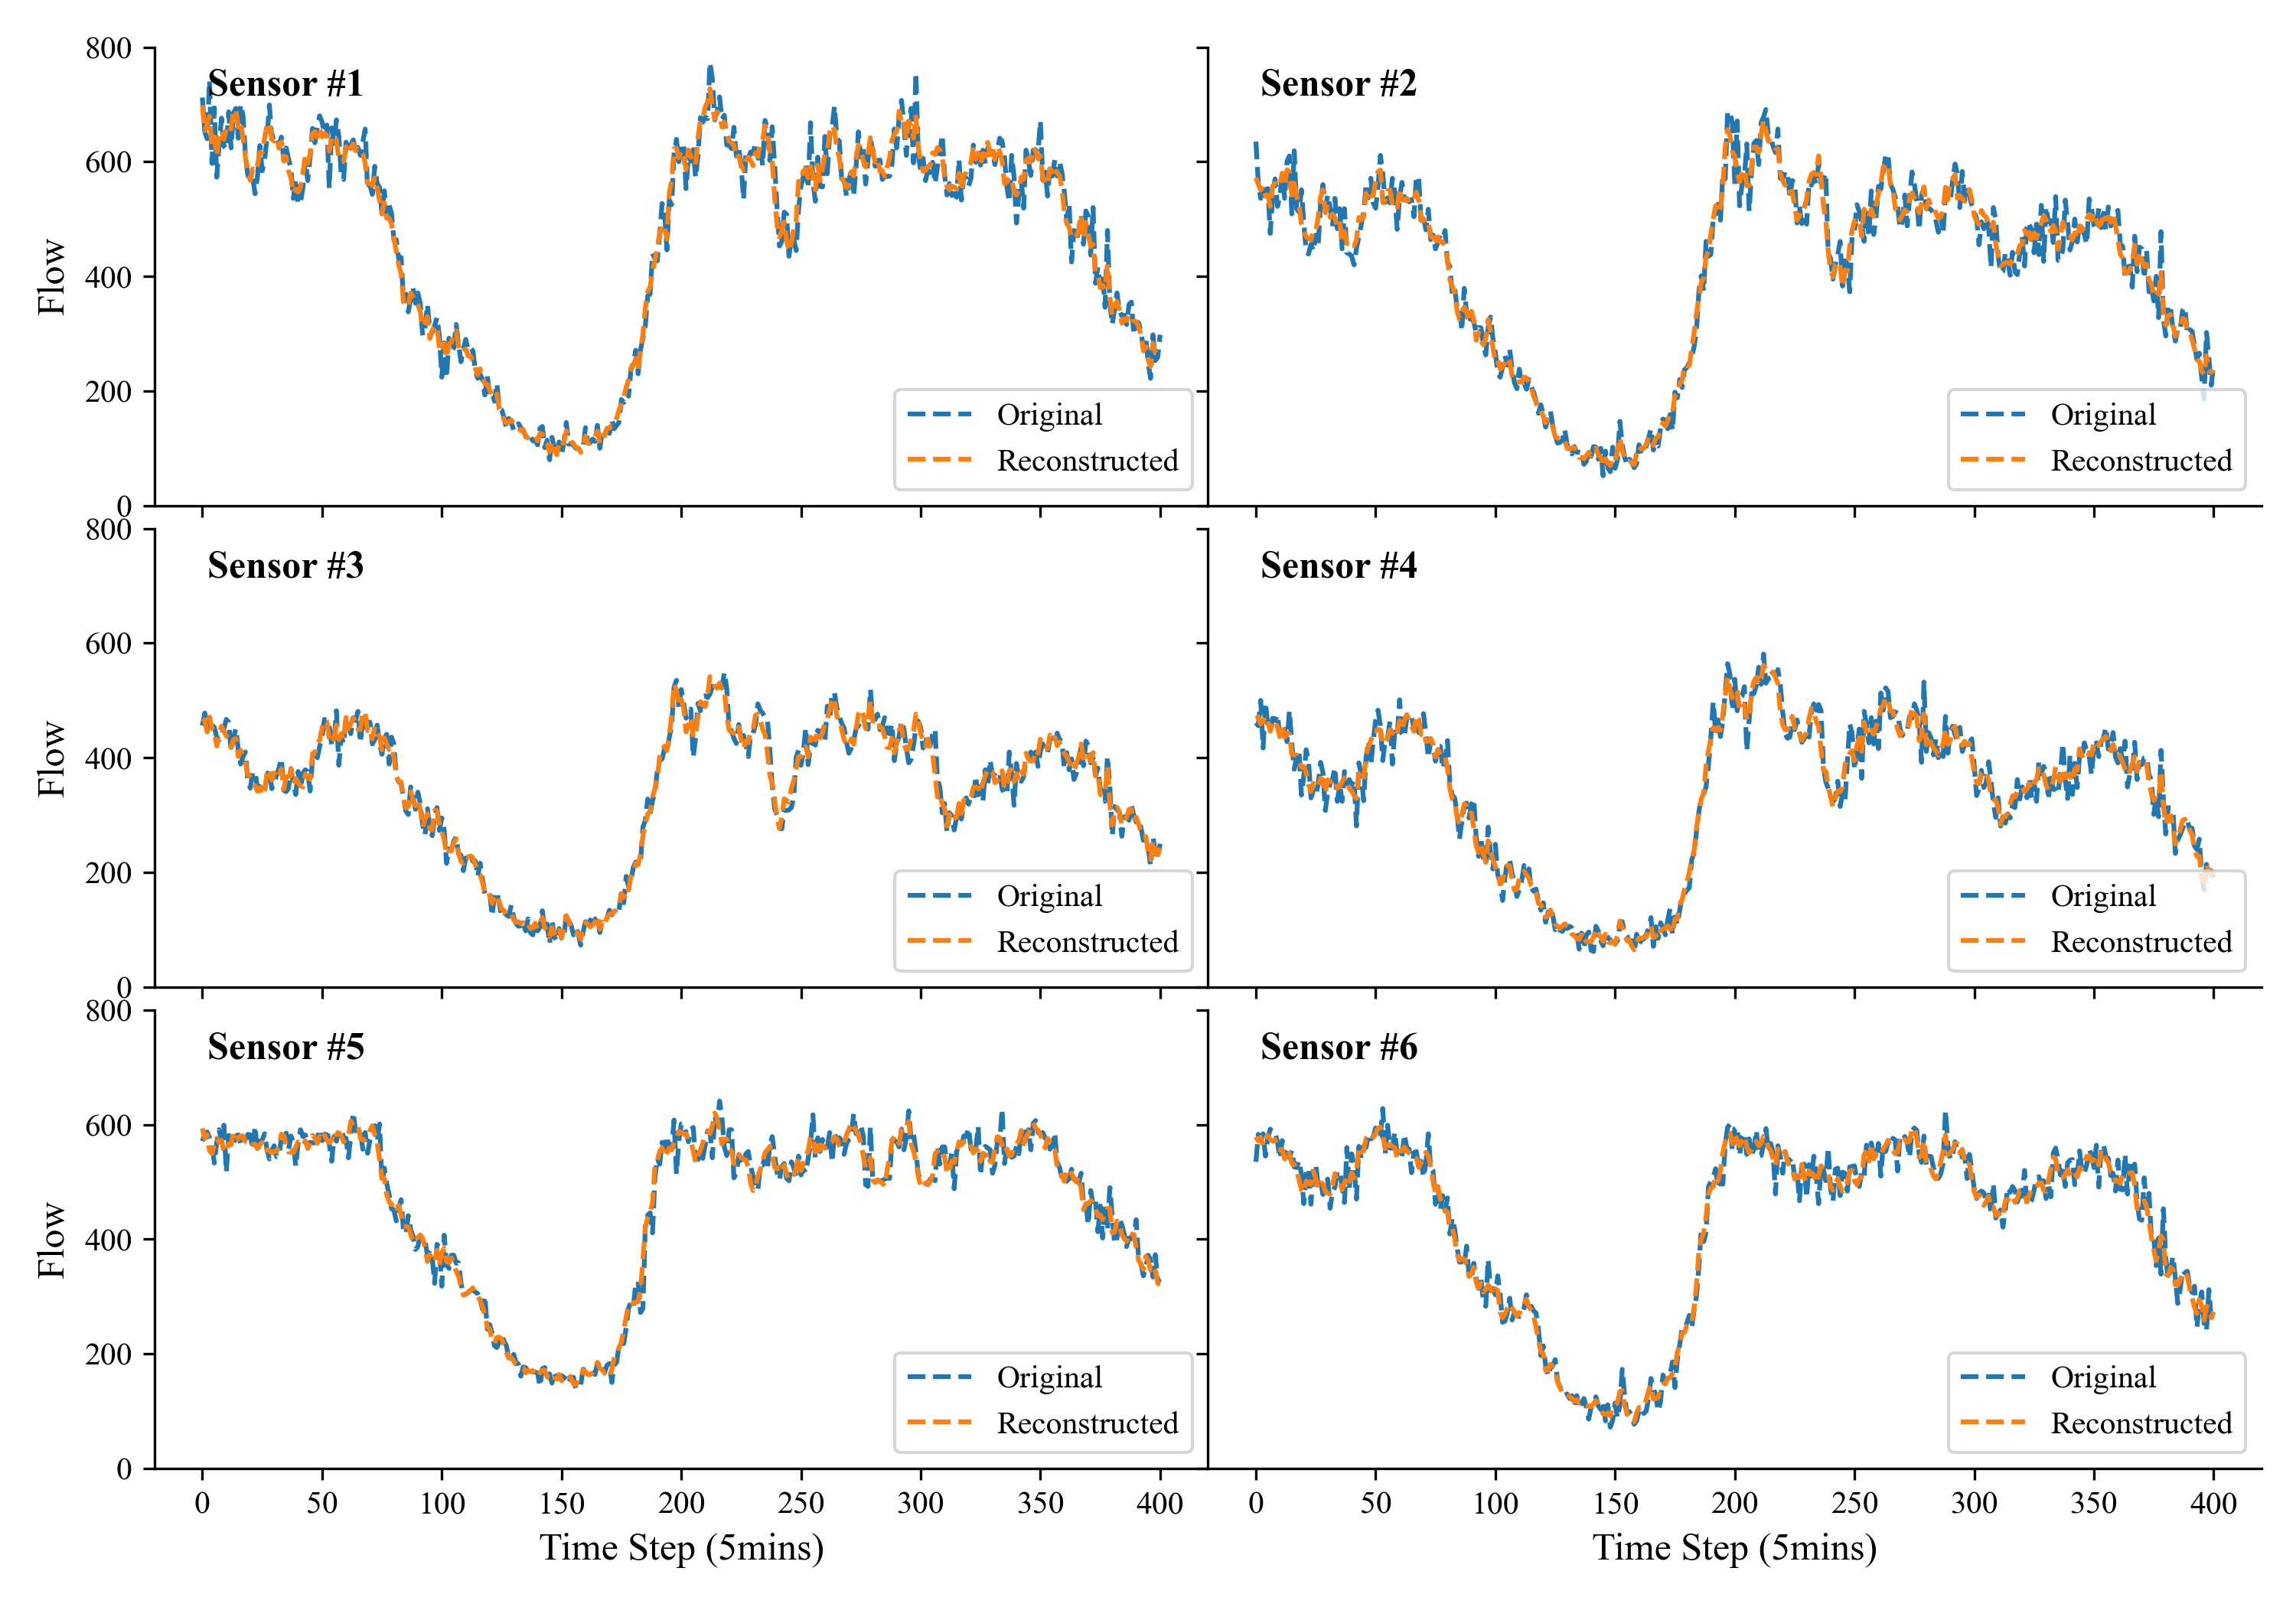 800
Sensor #1
Sensor #2
600
Flow
400
200
Original
Reconstructed
Original
Reconstructed
0
800
Sensor #3
Sensor #4
600
Flow
400
200
Original
Reconstructed
Original
Reconstructed
0
800
Sensor #5
Sensor #6
600
Flow
400
200
Original
Reconstructed
Original
Reconstructed
0
0 50 100 150 200 250 300 350 400
0 50 100 150 200 250 300 350 400
Time Step (5mins)
Time Step (5mins)